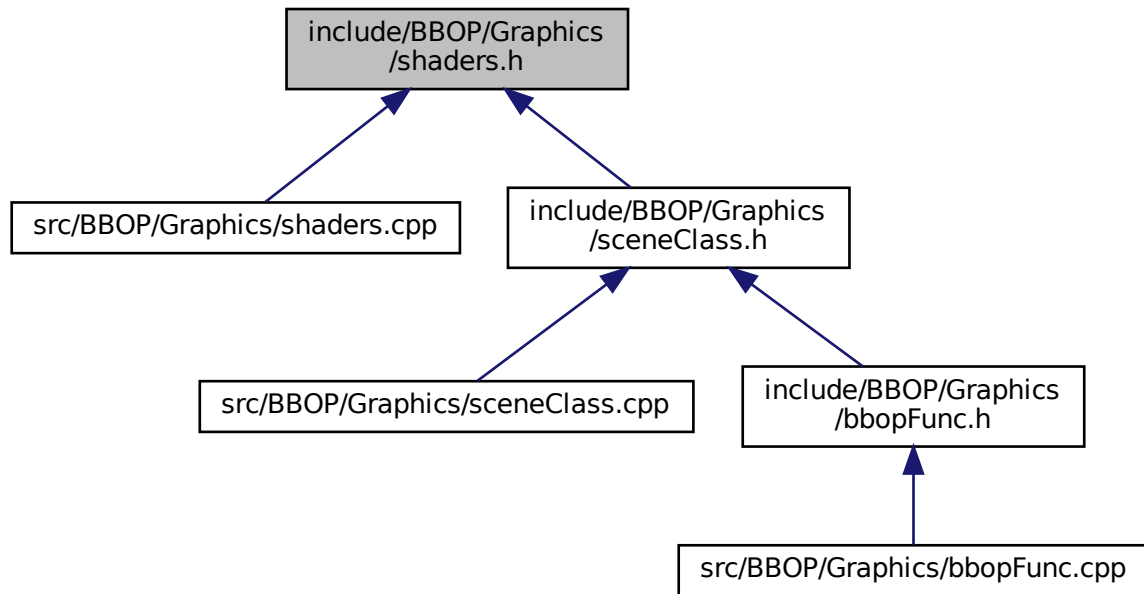 include/BBOP/Graphics
/shaders.h
src/BBOP/Graphics/shaders.cpp
include/BBOP/Graphics
/sceneClass.h
src/BBOP/Graphics/sceneClass.cpp
include/BBOP/Graphics
/bbopFunc.h
src/BBOP/Graphics/bbopFunc.cpp